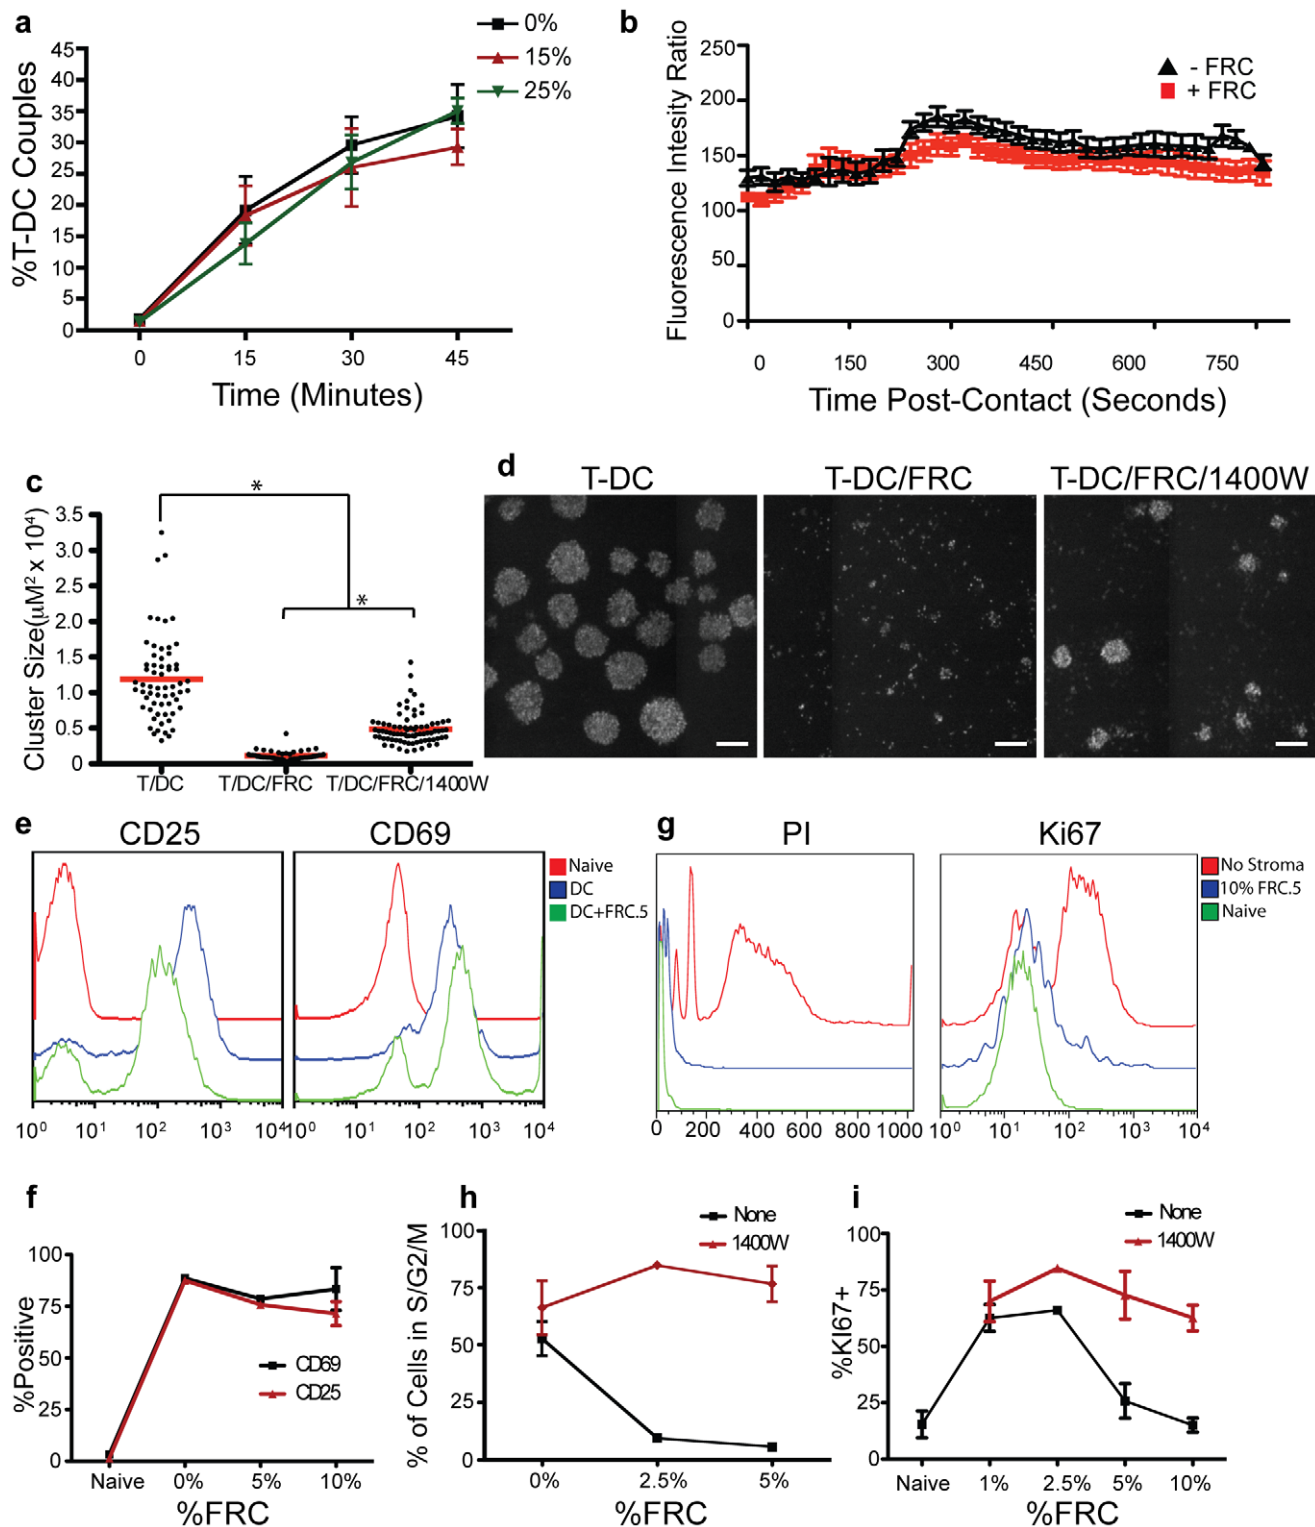 a
0%
15%
25%
%T-DC Couples
45
40
35
30
25
20
15
10
5
0
0 15 30 45
Time (Minutes)
b
- FRC
+ FRC
Fluorescence Intesity Ratio
250
200
150
100
50
0
0 150 300 450 600 750
Time Post-Contact (Seconds)
c
*
*
Cluster Size(µM² x 10⁴)
3.5
3.0
2.5
2.0
1.5
1.0
0.5
0
T/DC T/DC/FRC T/DC/FRC/1400W
d
T-DC T-DC/FRC T-DC/FRC/1400W
e
CD25 CD69
Naive
DC
DC+FRC.5
10⁰ 10¹ 10² 10³ 10⁴
10⁰ 10¹ 10² 10³ 10⁴
g
PI Ki67
No Stroma
10% FRC.5
Naive
0 200 400 600 800 1000
10⁰ 10¹ 10² 10³ 10⁴
f
%Positive
100
75
50
25
0
CD69
CD25
Naive 0% 5% 10%
%FRC
h
None
1400W
% of Cells in S/G2/M
100
75
50
25
0
0% 2.5% 5%
%FRC
i
None
1400W
%KI67+
100
75
50
25
0
Naive 1% 2.5% 5% 10%
%FRC